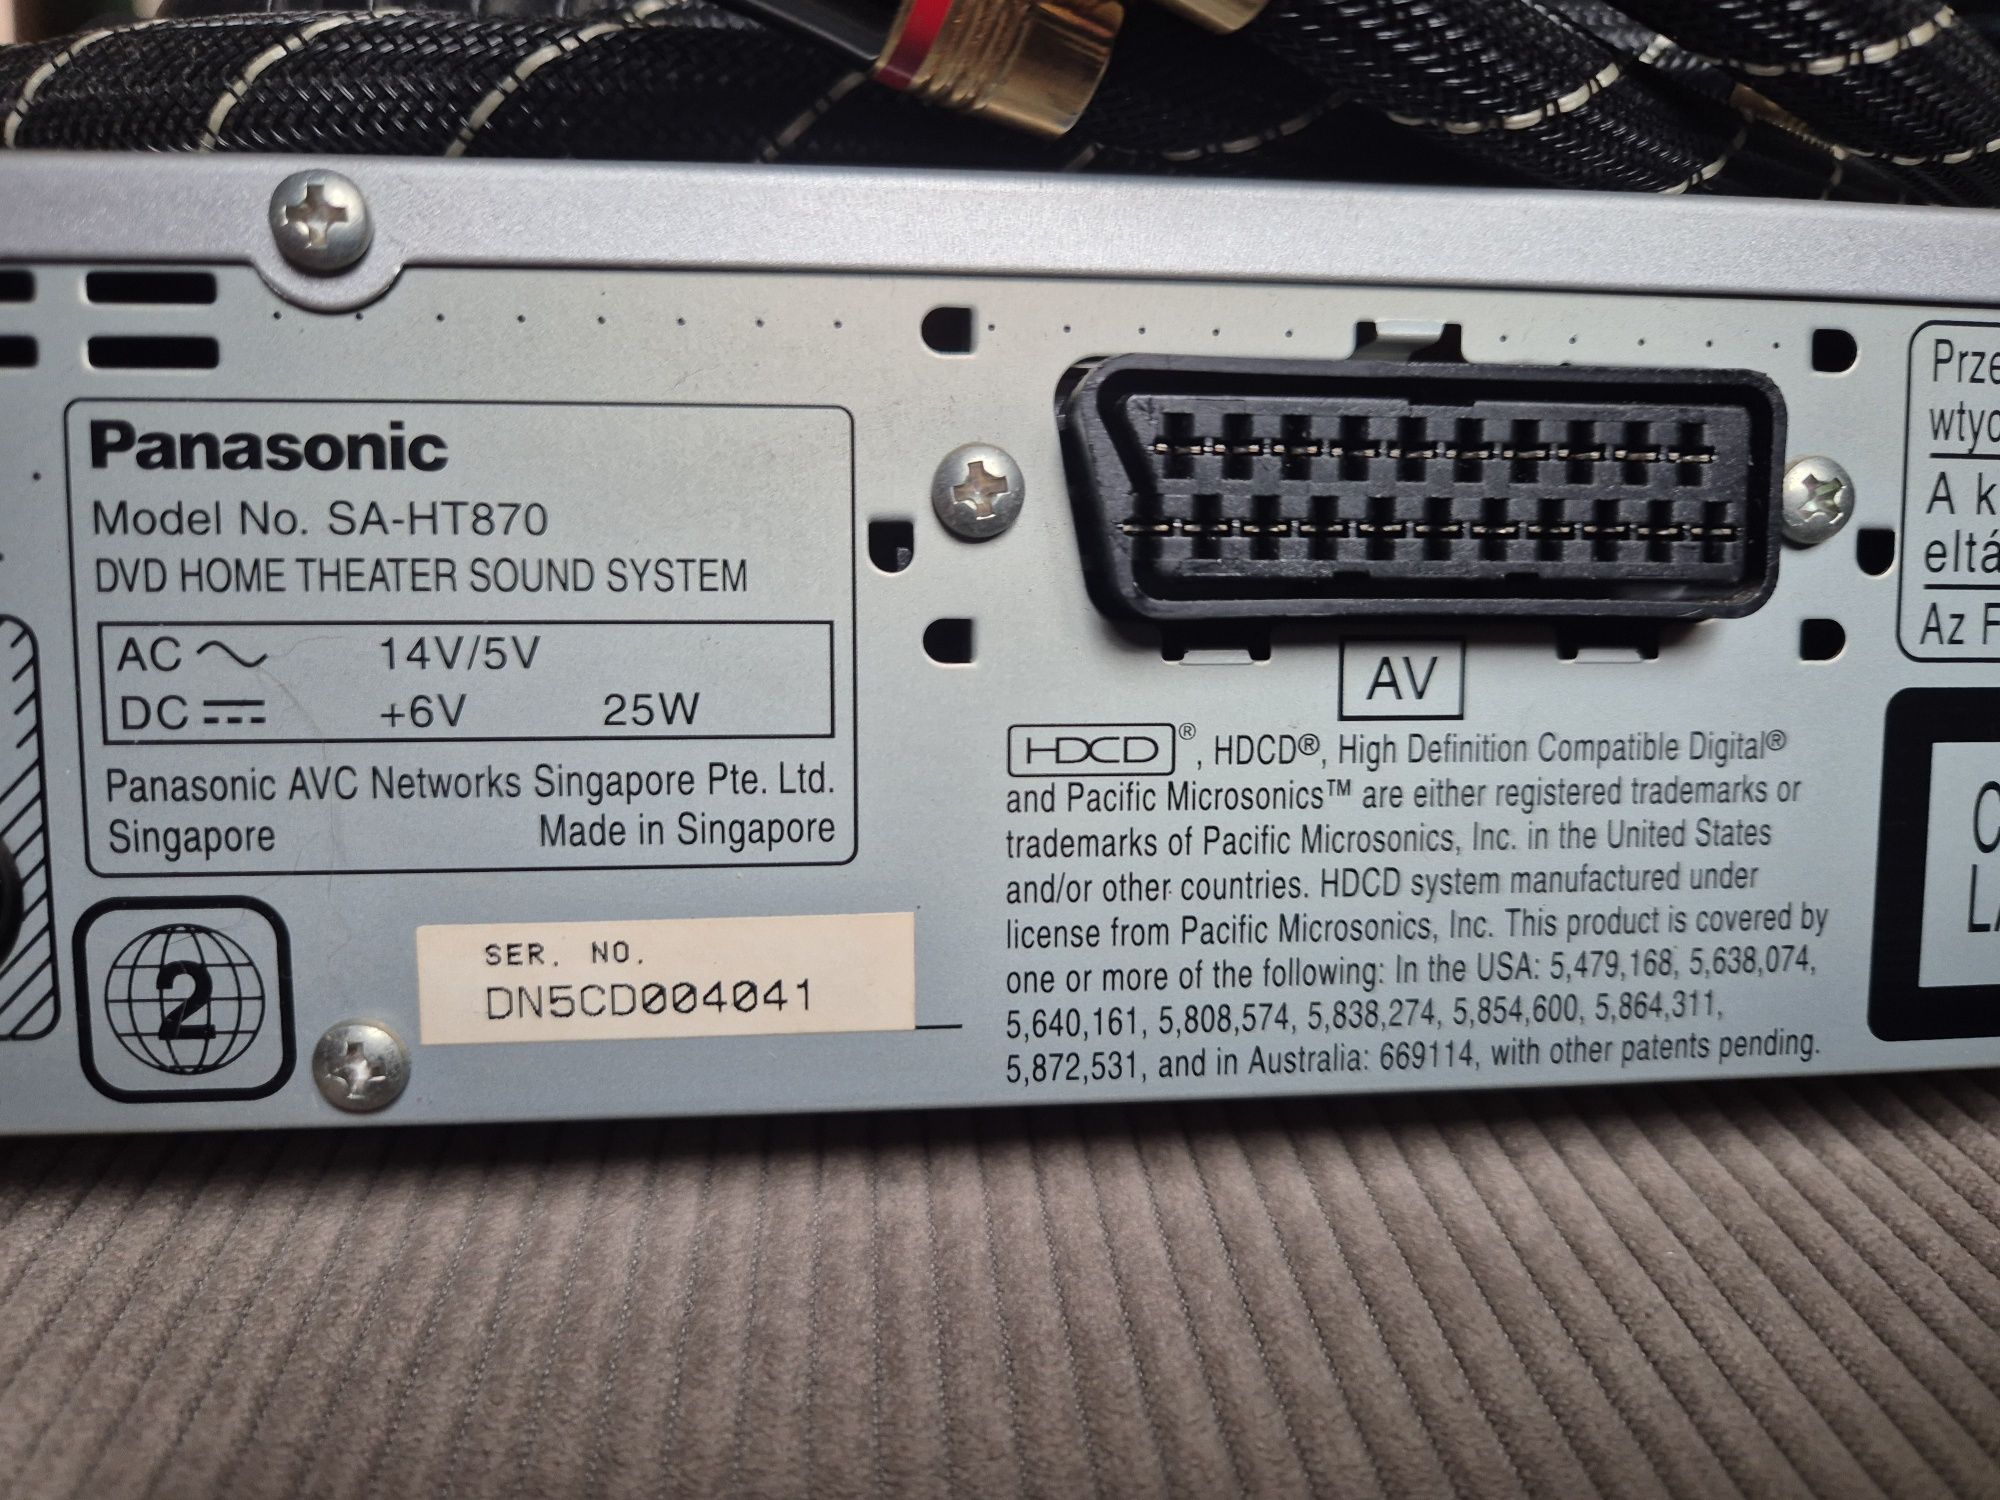 Panasonic
Model No. SA-HT870
DVD HOME THEATER SOUND SYSTEM
AC 14V/5V
DC +6V 25W
Panasonic AVC Networks Singapore Pte. Ltd.
Singapore Made in Singapore
2
SER. NO.
DN5CD004041
AV
HDCD®, HDCD®, High Definition Compatible Digital®
and Pacific Microsonics™ are either registered trademarks or
trademarks of Pacific Microsonics, Inc. in the United States
and/or other countries. HDCD system manufactured under
license from Pacific Microsonics, Inc. This product is covered by
one or more of the following: In the USA: 5,479,168, 5,638,074,
5,640,161, 5,808,574, 5,838,274, 5,854,600, 5,864,311,
5,872,531, and in Australia: 669114, with other patents pending.
A
Az